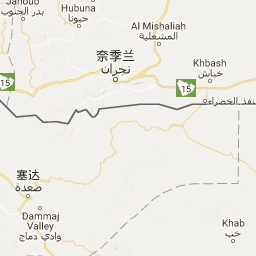 Janoub
بدر الجنوب
Hubuna
حبونا
Al Mishaliah
المشعلية
奈季兰
نجران
Khbash
خباش
15
15
منفذ الخضراء
塞达
صعدة
Dammaj
Valley
وادي دماج
Khab
خب